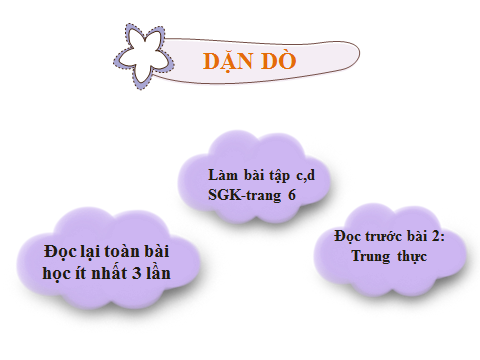 DẶN DÒ
Làm bài tập c,d
SGK-trang 6
Đọc lại toàn bài
học ít nhất 3 lần
Đọc trước bài 2:
Trung thực